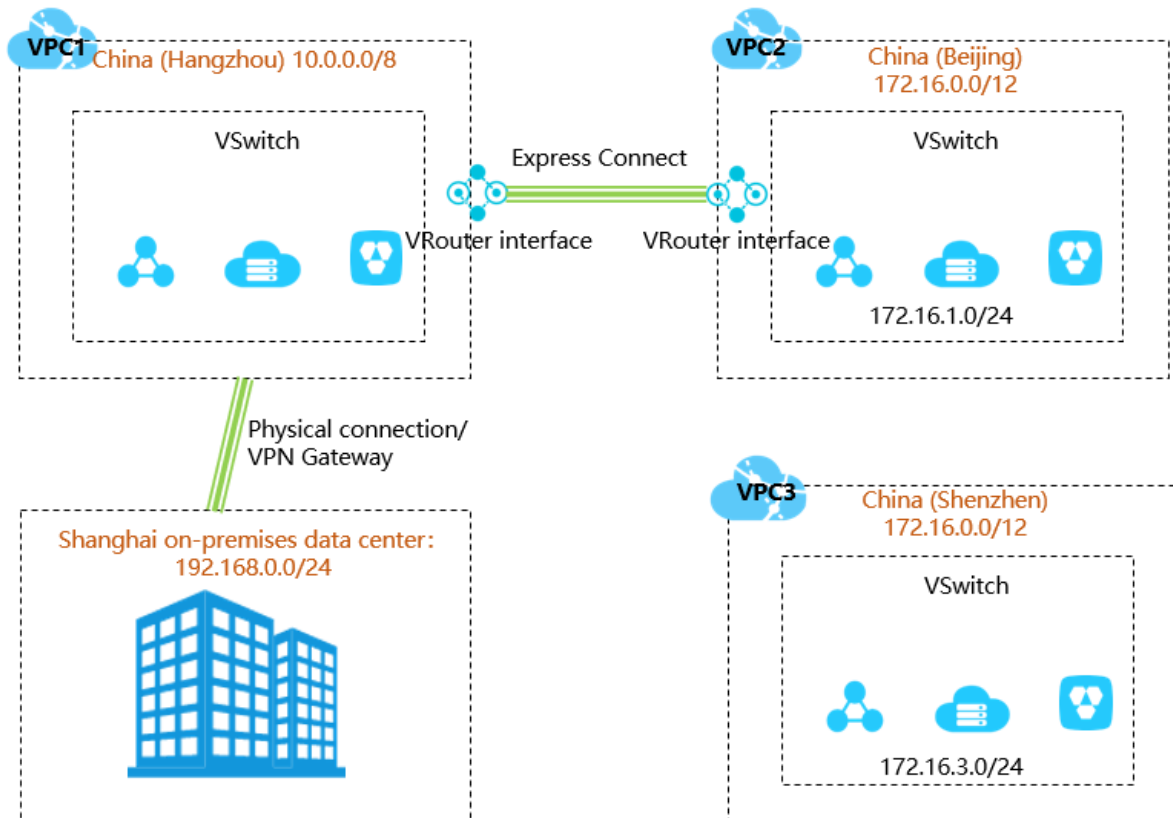 VPC1
China (Hangzhou) 10.0.0.0/8
VSwitch
VRouter interface
Express Connect
VPC2
China (Beijing)
172.16.0.0/12
VSwitch
VRouter interface
172.16.1.0/24
Physical connection/
VPN Gateway
Shanghai on-premises data center:
192.168.0.0/24
VPC3
China (Shenzhen)
172.16.0.0/12
VSwitch
172.16.3.0/24